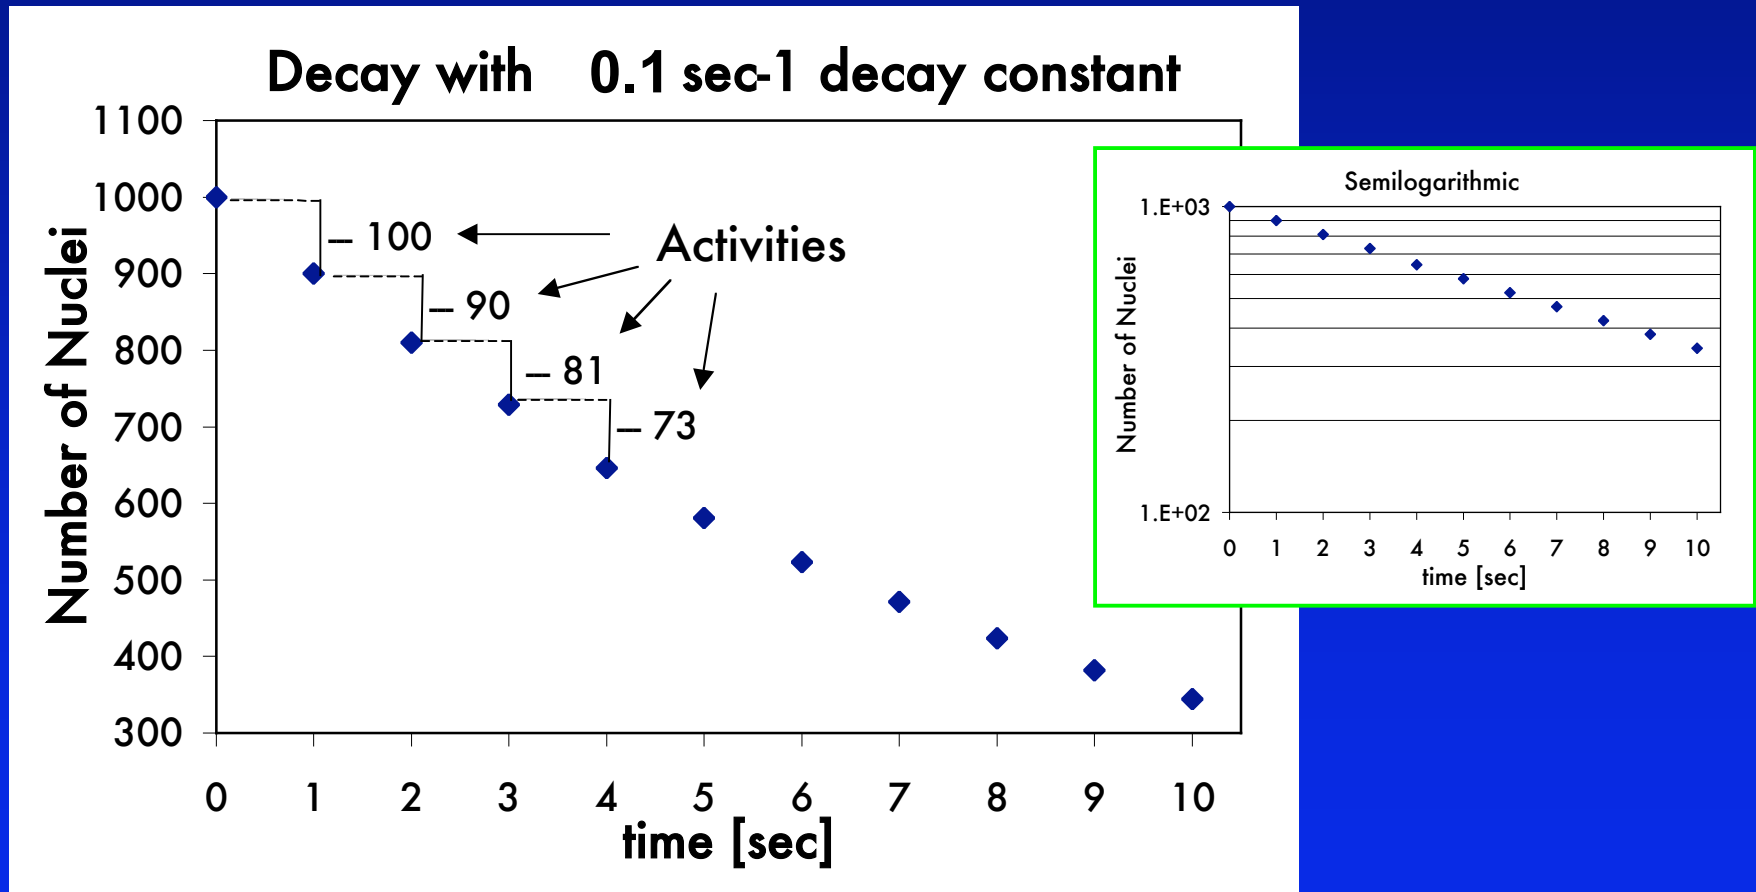 Decay with 0.1 sec-1 decay constant
1100
1000
900
800
700
600
500
400
300
Number of Nuclei
— 100
— 90
— 81
— 73
Activities
0 1 2 3 4 5 6 7 8 9 10
time [sec]
Semilogarithmic
1.E+03
1.E+02
Number of Nuclei
0 1 2 3 4 5 6 7 8 9 10
time [sec]